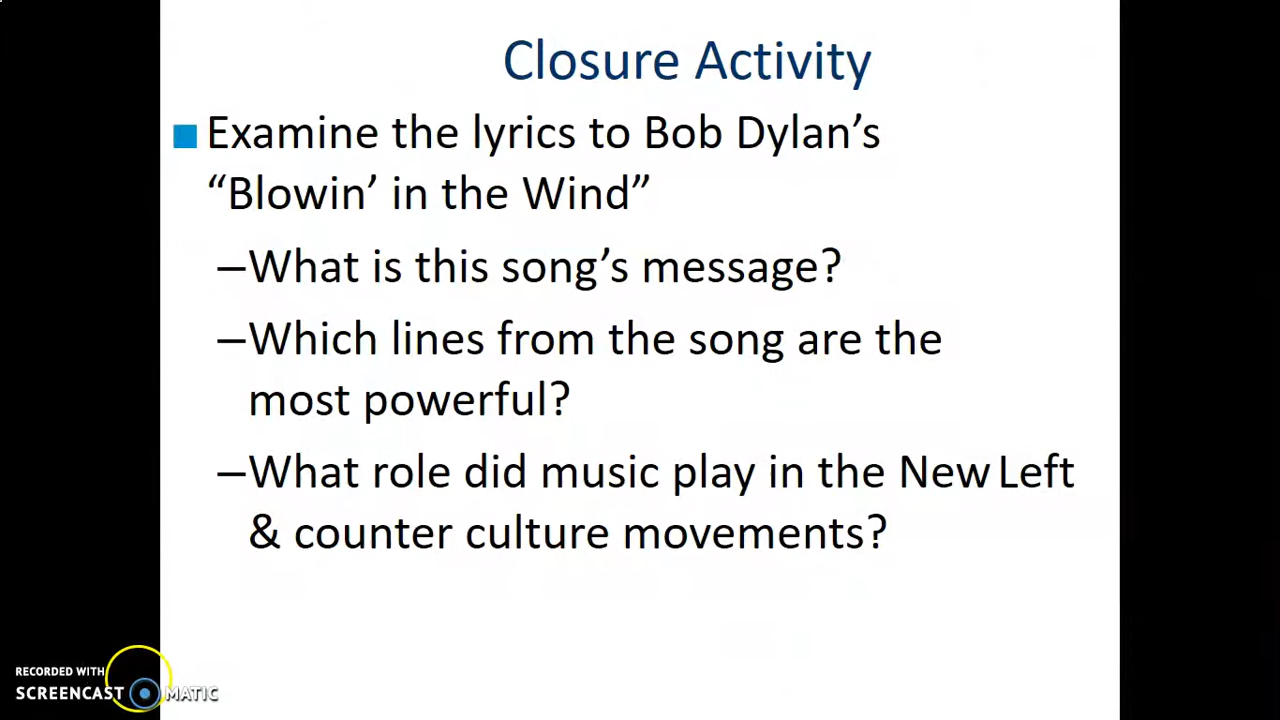 Closure Activity
Examine the lyrics to Bob Dylan’s
“Blowin’ in the Wind”
–What is this song’s message?
–Which lines from the song are the
most powerful?
–What role did music play in the New Left
& counter culture movements?
RECORDED WITH
SCREENCAST MATIC